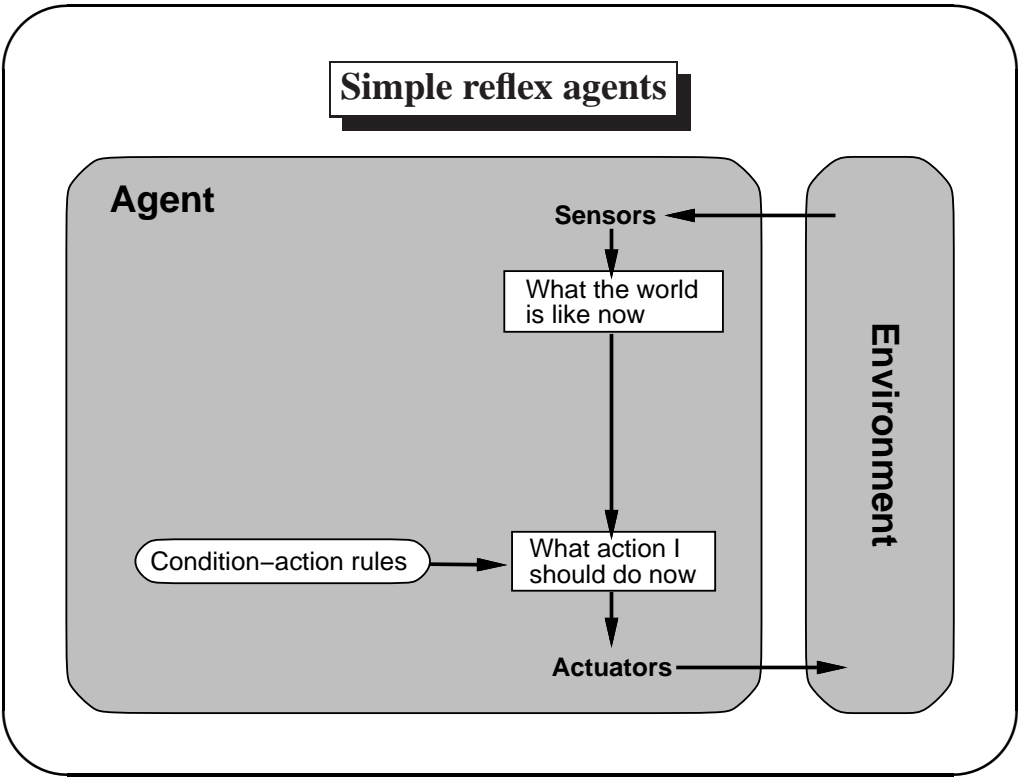 Simple reflex agents
Agent
Sensors
What the world
is like now
Environment
Condition−action rules
What action I
should do now
Actuators